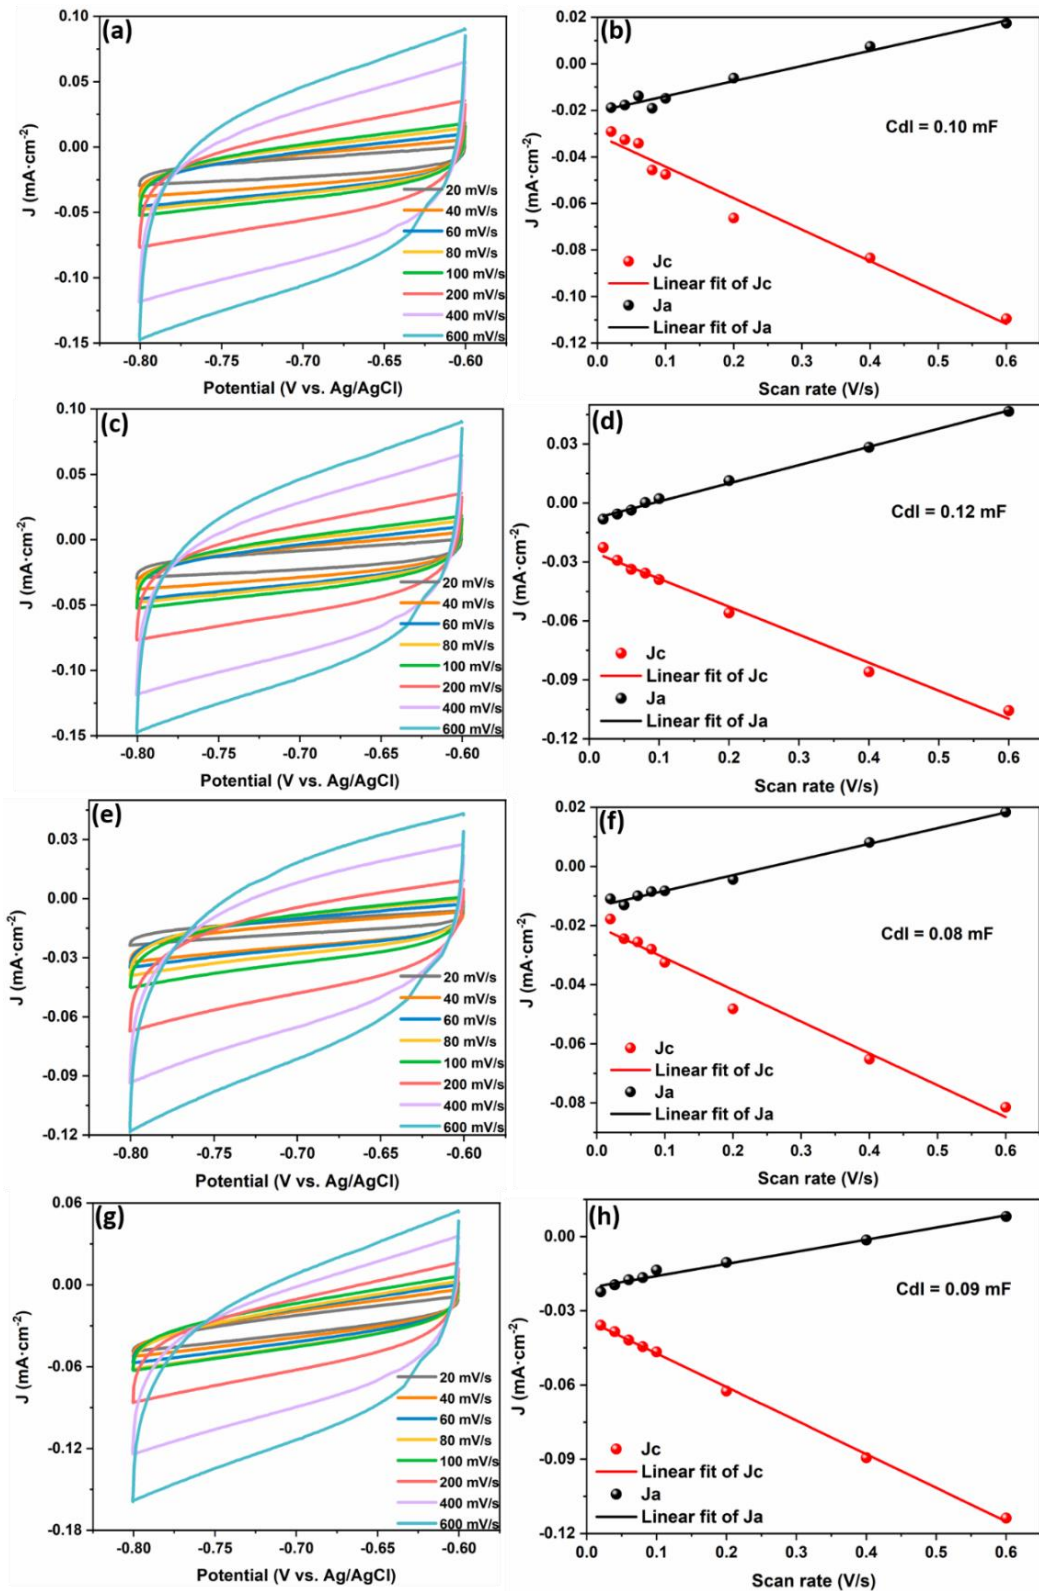 (a)
0.10
0.05
0.00
-0.05
-0.10
-0.15
J (mA·cm-2)
20 mV/s
40 mV/s
60 mV/s
80 mV/s
100 mV/s
200 mV/s
400 mV/s
600 mV/s
-0.80 -0.75 -0.70 -0.65 -0.60
Potential (V vs. Ag/AgCl)
(b)
0.02
0.00
-0.02
-0.04
-0.06
-0.08
-0.10
-0.12
J (mA·cm-2)
Cdl = 0.10 mF
Jc
Linear fit of Jc
Ja
Linear fit of Ja
0.0 0.1 0.2 0.3 0.4 0.5 0.6
Scan rate (V/s)
(c)
0.10
0.05
0.00
-0.05
-0.10
-0.15
J (mA·cm-2)
20 mV/s
40 mV/s
60 mV/s
80 mV/s
100 mV/s
200 mV/s
400 mV/s
600 mV/s
-0.80 -0.75 -0.70 -0.65 -0.60
Potential (V vs. Ag/AgCl)
(d)
0.03
0.00
-0.03
-0.06
-0.09
-0.12
J (mA·cm-2)
Cdl = 0.12 mF
Jc
Linear fit of Jc
Ja
Linear fit of Ja
0.0 0.1 0.2 0.3 0.4 0.5 0.6
Scan rate (V/s)
(e)
0.03
0.00
-0.03
-0.06
-0.09
-0.12
J (mA·cm-2)
20 mV/s
40 mV/s
60 mV/s
80 mV/s
100 mV/s
200 mV/s
400 mV/s
600 mV/s
-0.80 -0.75 -0.70 -0.65 -0.60
Potential (V vs. Ag/AgCl)
(f)
0.02
0.00
-0.02
-0.04
-0.06
-0.08
J (mA·cm-2)
Cdl = 0.08 mF
Jc
Linear fit of Jc
Ja
Linear fit of Ja
0.0 0.1 0.2 0.3 0.4 0.5 0.6
Scan rate (V/s)
(g)
0.06
0.00
-0.06
-0.12
-0.18
J (mA·cm-2)
20 mV/s
40 mV/s
60 mV/s
80 mV/s
100 mV/s
200 mV/s
400 mV/s
600 mV/s
-0.80 -0.75 -0.70 -0.65 -0.60
Potential (V vs. Ag/AgCl)
(h)
0.00
-0.03
-0.06
-0.09
-0.12
J (mA·cm-2)
Cdl = 0.09 mF
Jc
Linear fit of Jc
Ja
Linear fit of Ja
0.0 0.1 0.2 0.3 0.4 0.5 0.6
Scan rate (V/s)